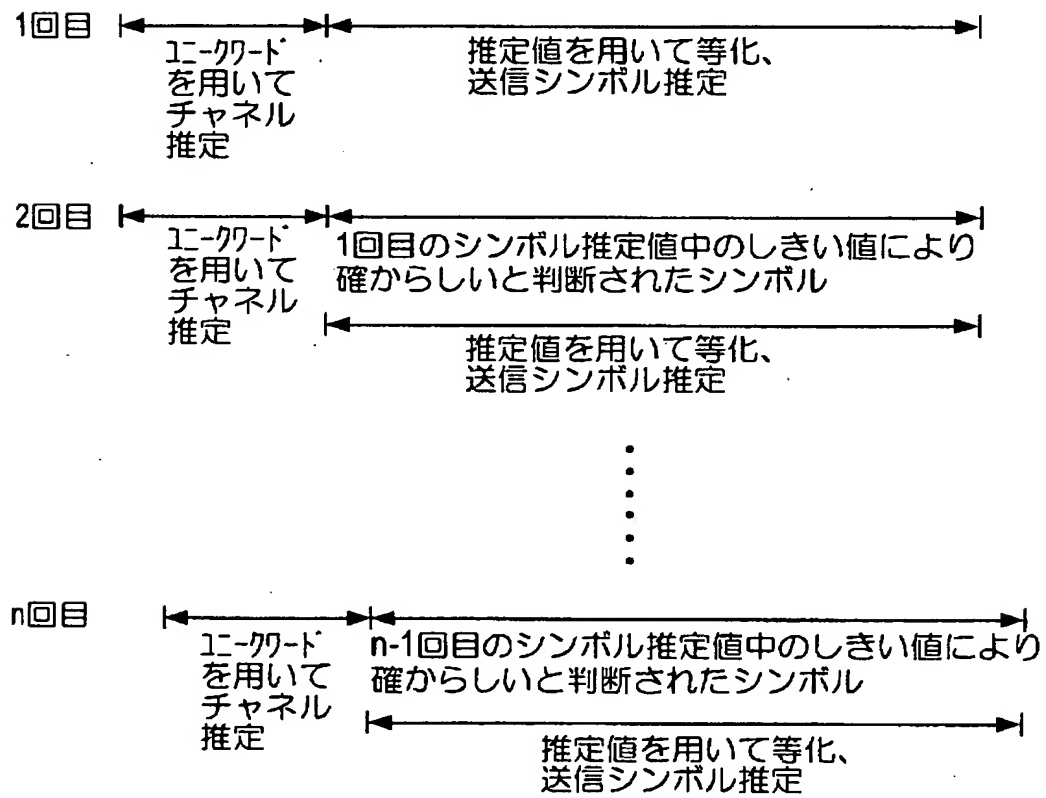 1回目
ﾕﾆｰｸﾜｰﾄﾞ
を用いて
チャネル
推定
推定値を用いて等化、
送信シンボル推定
2回目
ﾕﾆｰｸﾜｰﾄﾞ
を用いて
チャネル
推定
1回目のシンボル推定値中のしきい値により
確からしいと判断されたシンボル
推定値を用いて等化、
送信シンボル推定
n回目
ﾕﾆｰｸﾜｰﾄﾞ
を用いて
チャネル
推定
n-1回目のシンボル推定値中のしきい値により
確からしいと判断されたシンボル
推定値を用いて等化、
送信シンボル推定